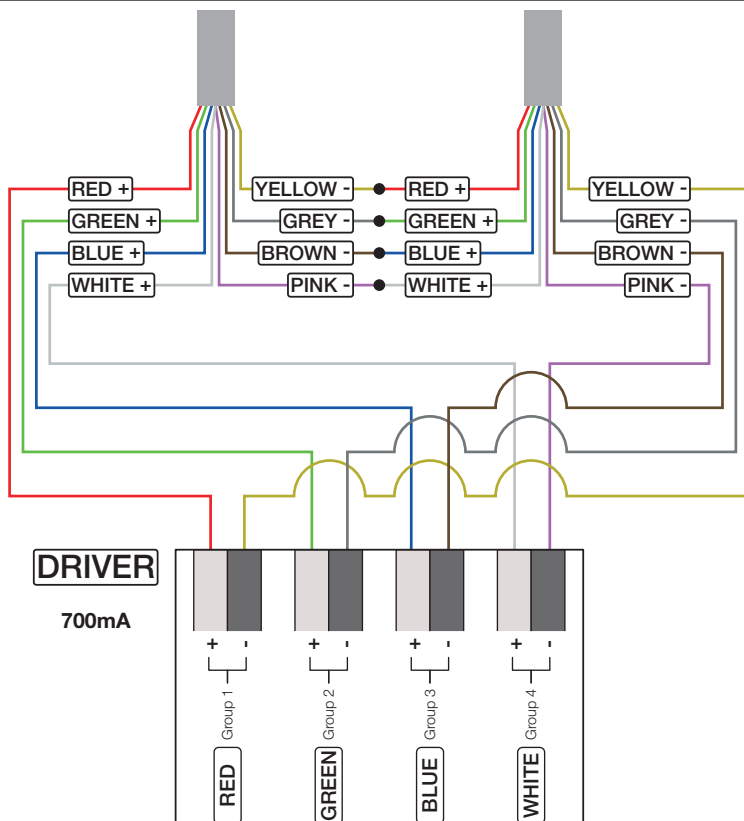 RED + YELLOW - RED + YELLOW -
GREEN + GREY - GREEN + GREY -
BLUE + BROWN - BLUE + BROWN -
WHITE + PINK - WHITE + PINK -
DRIVER
700mA
+ - + - + - + -
Group 1 Group 2 Group 3 Group 4
RED GREEN BLUE WHITE